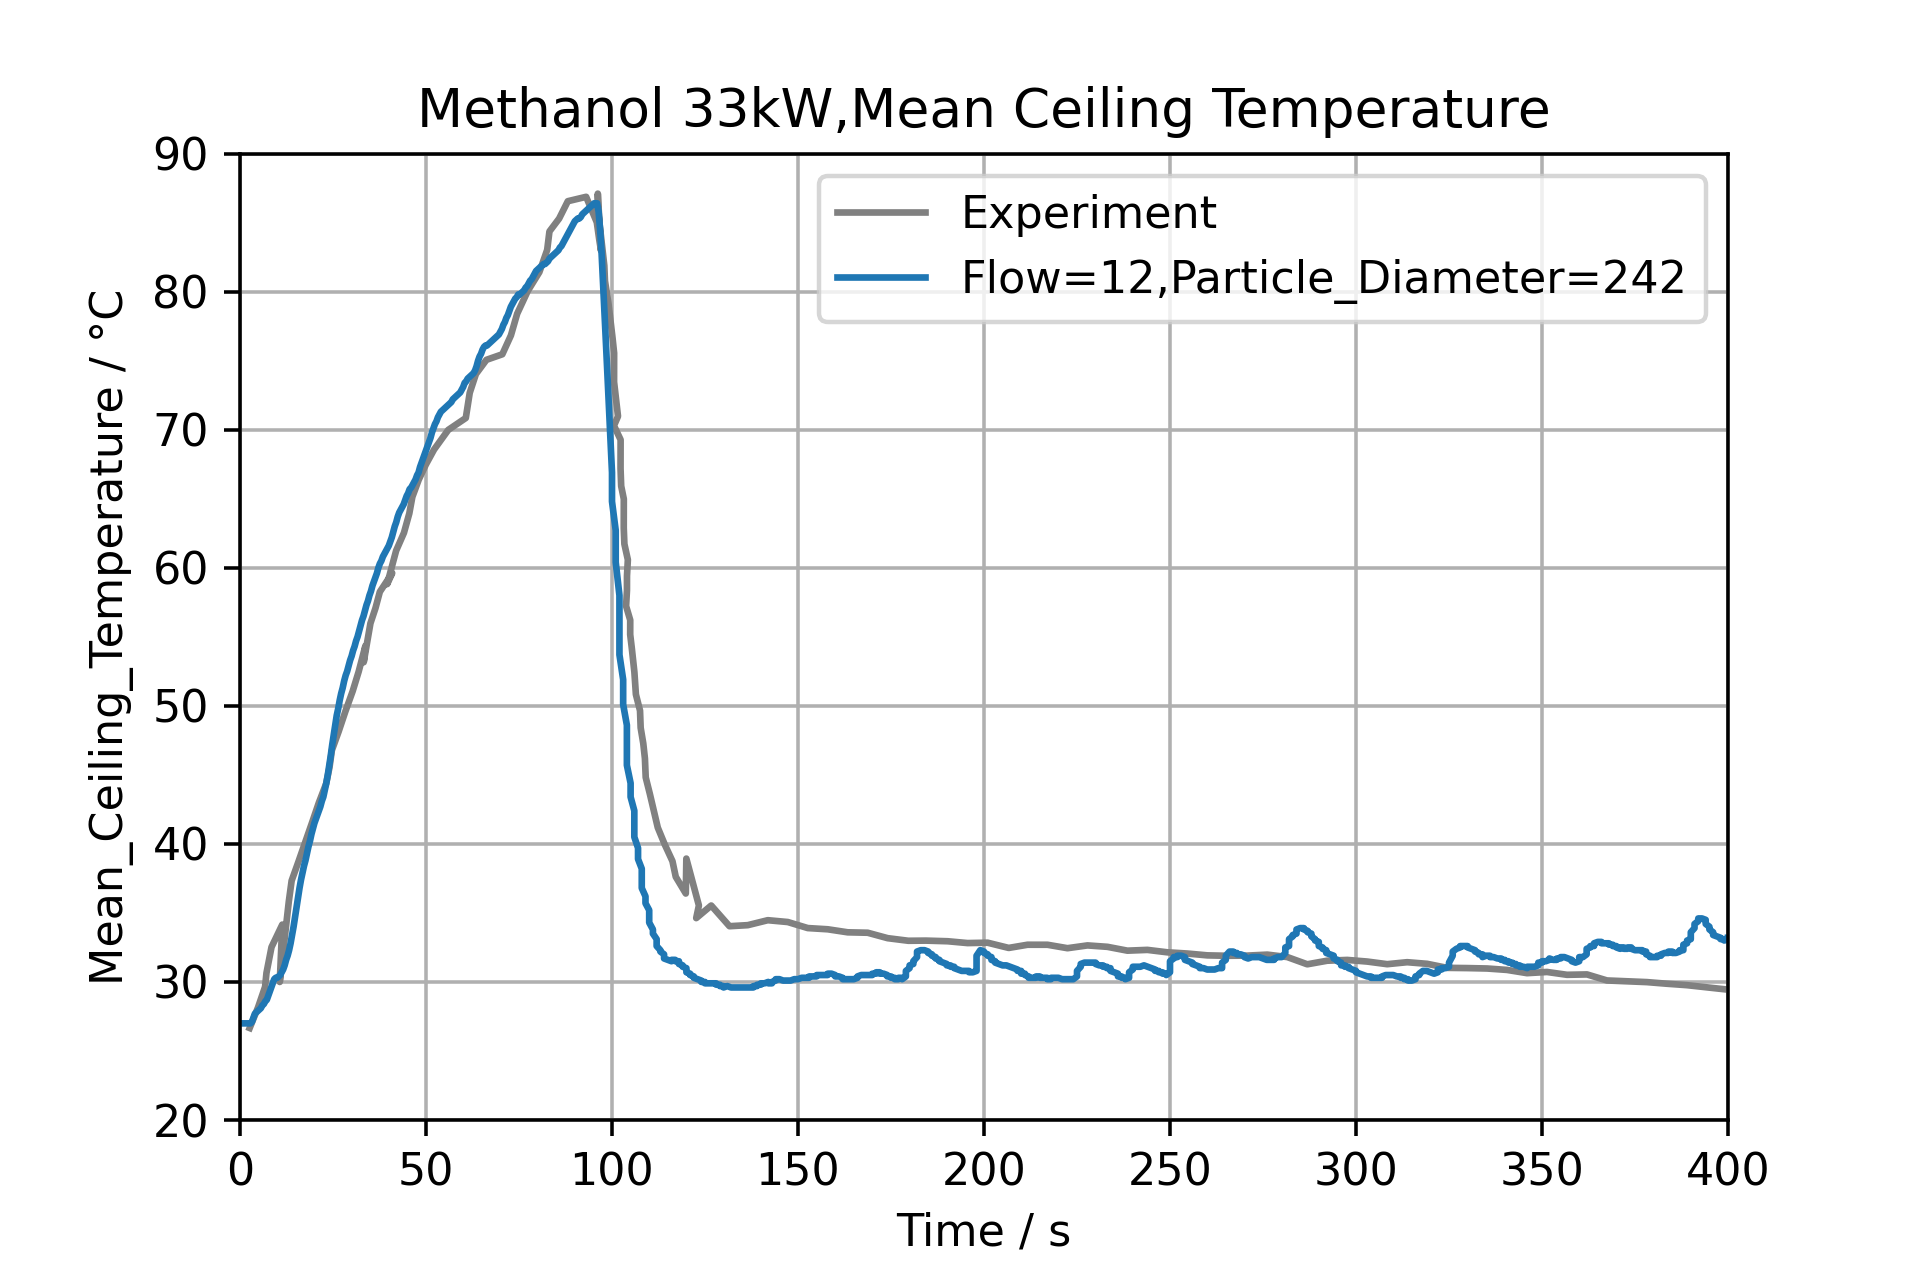 Methanol 33kW,Mean Ceiling Temperature
Experiment
Flow=12,Particle_Diameter=242
Mean_Ceiling_Temperature / °C
90
80
70
60
50
40
30
20
0 50 100 150 200 250 300 350 400
Time / s